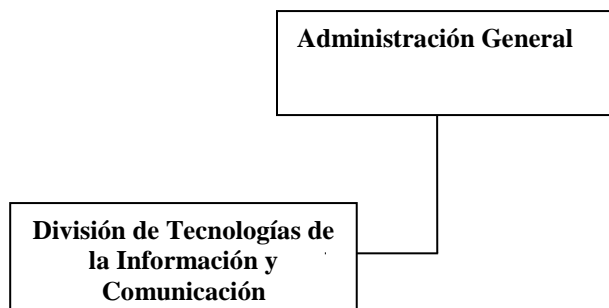 Administración General
División de Tecnologías de
la Información y
Comunicación